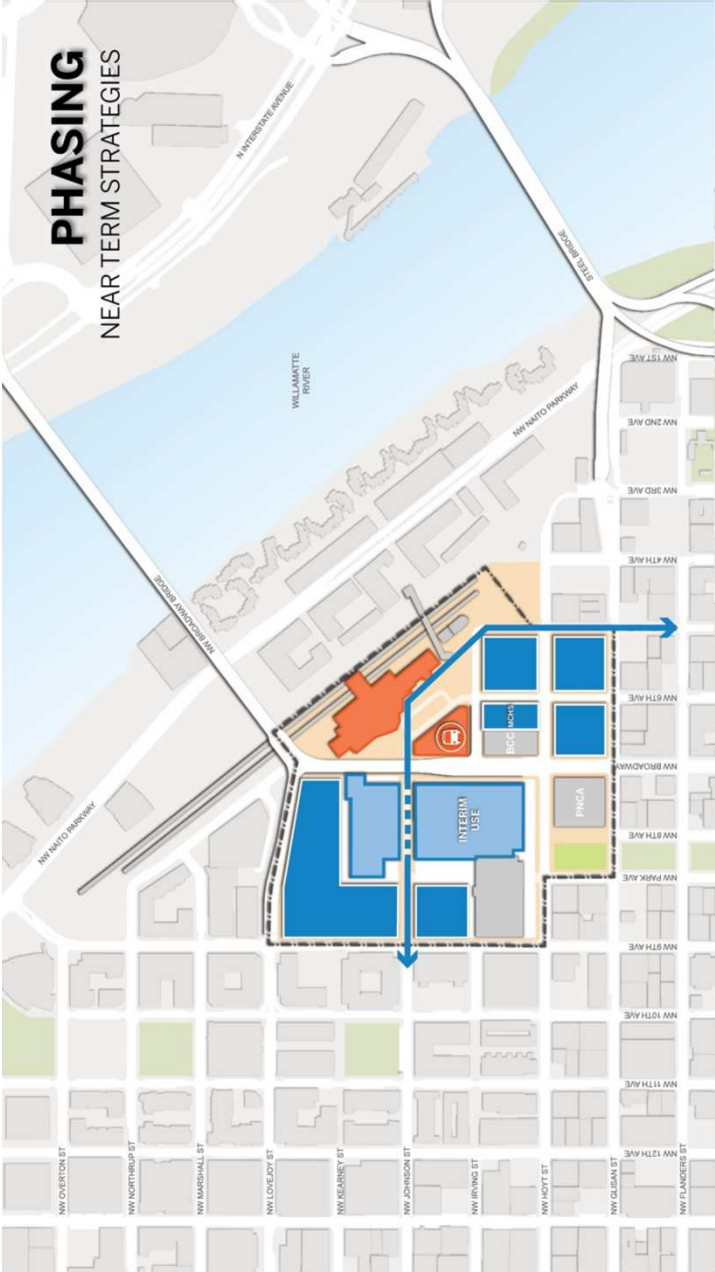 PHASING
NEAR TERM STRATEGIES
N INTERSTATE AVENUE
STEEL BRIDGE
WILLAMATTE
RIVER
NW NAITO PARKWAY
NW BROADWAY BRIDGE
NW NAITO PARKWAY
NW 1ST AVE
NW 2ND AVE
NW 3RD AVE
NW 4TH AVE
NW 6TH AVE
NW BROADWAY
NW 8TH AVE
NW PARK AVE
NW 9TH AVE
NW 10TH AVE
NW 11TH AVE
NW 12TH AVE
MCHS
BCC
PNCA
INTERIM
USE
NW OVERTON ST
NW NORTHRUP ST
NW MARSHALL ST
NW LOVEJOY ST
NW KEARNEY ST
NW JOHNSON ST
NW IRVING ST
NW HOYT ST
NW GLISAN ST
NW FLANDERS ST